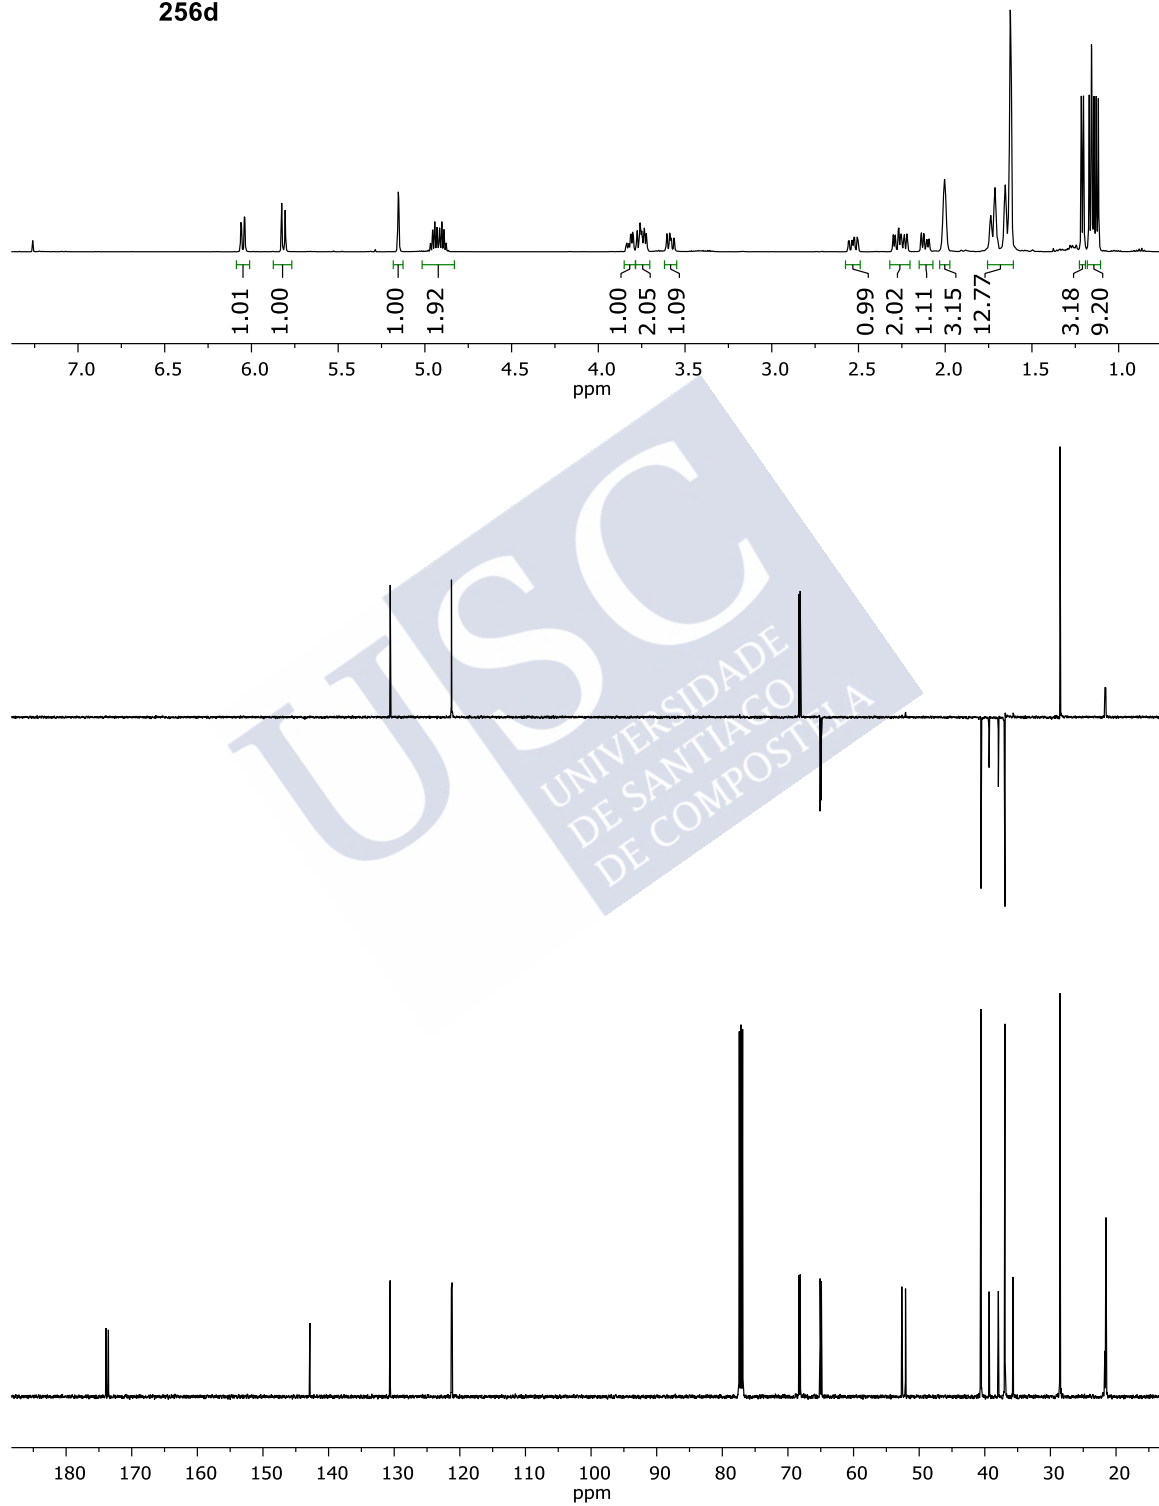 256d
1.01
1.00
1.00
1.92
1.00
2.05
1.09
0.99
2.02
1.11
3.15
12.77
3.18
9.20
7.0 6.5 6.0 5.5 5.0 4.5 4.0 3.5 3.0 2.5 2.0 1.5 1.0
ppm
USC
UNIVERSIDADE
DE SANTIAGO
DE COMPOSTELA
180 170 160 150 140 130 120 110 100 90 80 70 60 50 40 30 20
ppm